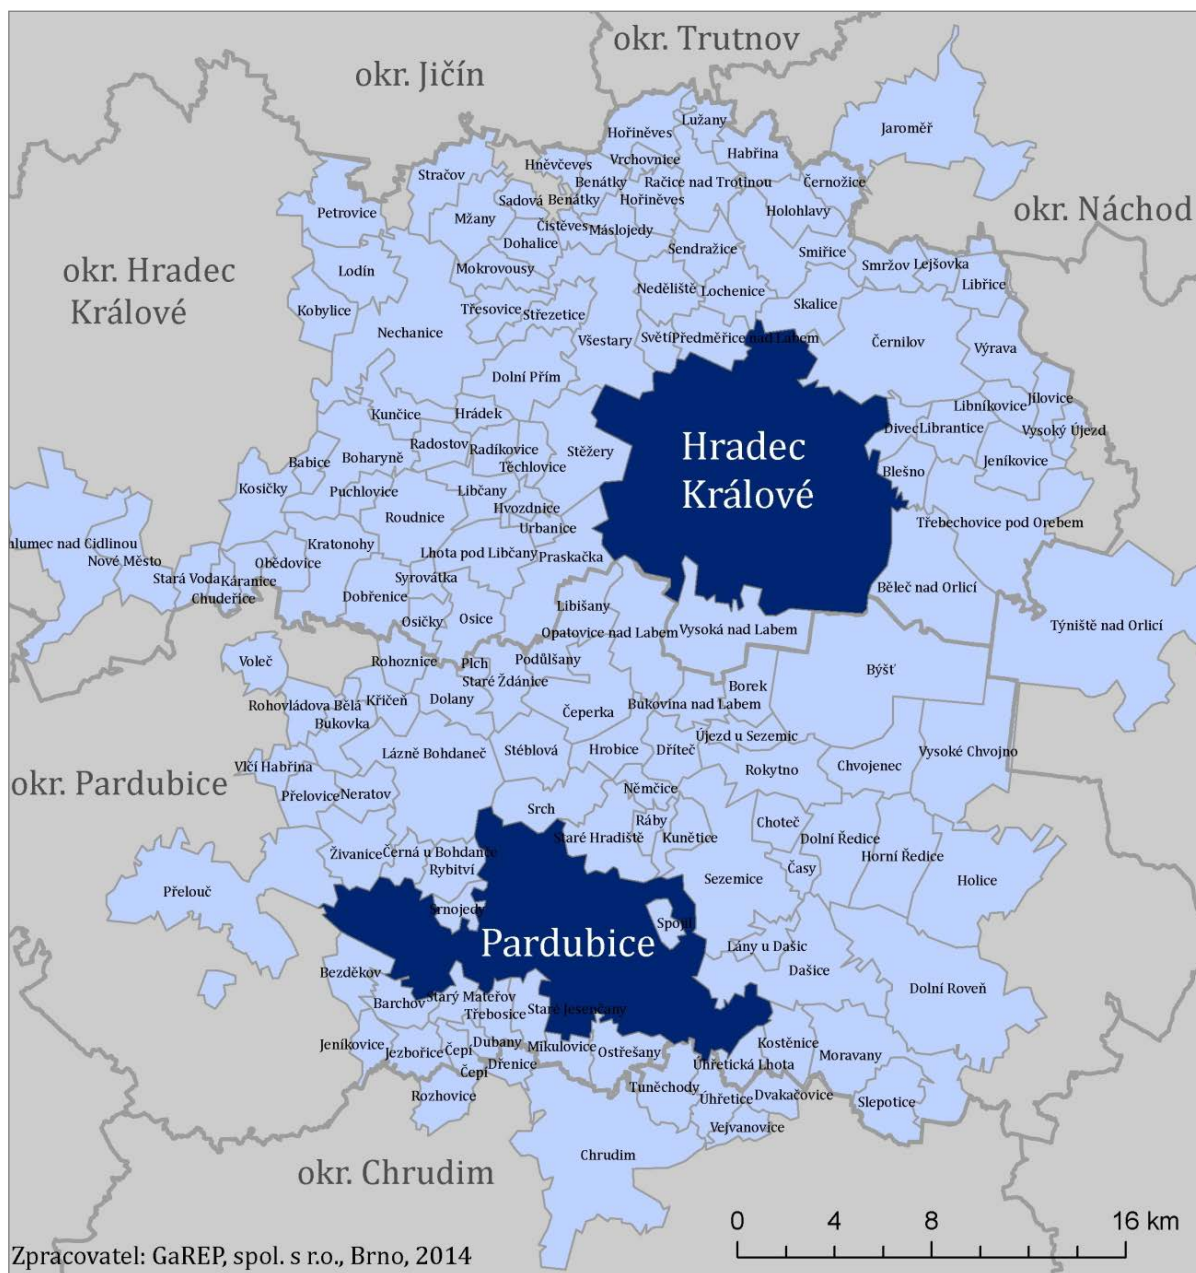 okr. Trutnov
okr. Jičín
Jaroměř
Lužany
Hořiněves
Habřina
Vrchovnice
Hněvčeves
Stračov
Benátky
Račice nad Trotinou
Černožice
Sadová
Benátky
Hořiněves
Petrovice
Mžany
Holohlavy
okr. Náchod
Čistěves
Máslojedy
Dohalice
Sendražice
Smiřice
okr. Hradec
Králové
Lodín
Mokrovousy
Smržov
Lejšovka
Libřice
Neděliště
Lochenice
Skalice
Kobylice
Třesovice
Střezetice
Nechanice
Všestary
Světí
Předměřice nad Labem
Černilov
Výrava
Dolní Přím
Jílovice
Kunčice
Hrádek
Libníkovice
Divec
Librantice
Vysoký Újezd
Radostov
Radíkovice
Stěžery
Hradec
Králové
Boharyně
Babice
Těchlovice
Jeníkovice
Blešno
Kosičky
Puchlovice
Libčany
Hvozdnice
Roudnice
Urbanice
Třebechovice pod Orebem
hlumec nad Cidlinou
Kratonohy
Nové Město
Obědovice
Lhota pod Libčany
Praskačka
Stará Voda
Káranice
Syrovátka
Chudeřice
Dobřenice
Běleč nad Orlicí
Libišany
Osičky
Osice
Opatovice nad Labem
Vysoká nad Labem
Týniště nad Orlicí
Voleč
Rohoznice
Plch
Podůlšany
Býšť
Staré Ždánice
Borek
Rohovládova Bělá
Křičeň
Dolany
Bukovina nad Labem
Čeperka
Bukovka
Újezd u Sezemic
Lázně Bohdaneč
Stéblová
Hrobice
Dříteč
Vysoké Chvojno
Vlčí Habřina
Rokytno
Chvojenec
okr. Pardubice
Přelovice
Neratov
Němčice
Srch
Ráby
Choteč
Staré Hradiště
Kunětice
Dolní Ředice
Živanice
Černá u Bohdanče
Horní Ředice
Rybitví
Časy
Přelouč
Sezemice
Holice
Srnojedy
Spojil
Pardubice
Lány u Dašic
Bezděkov
Dašice
Dolní Roveň
Barchov
Starý Mateřov
Třebosice
Staré Jesenčany
Jeníkovice
Jezbořice
Čepí
Dubany
Mikulovice
Ostřešany
Kostěnice
Moravany
Čepí
Dřenice
Úhřetická Lhota
Rozhovice
Tuněchody
Úhřetice
Dvakačovice
Slepotice
Vejvanovice
Chrudim
okr. Chrudim
0 8 16 km
Zpracovatel: GaREP, spol. s r.o., Brno, 2014